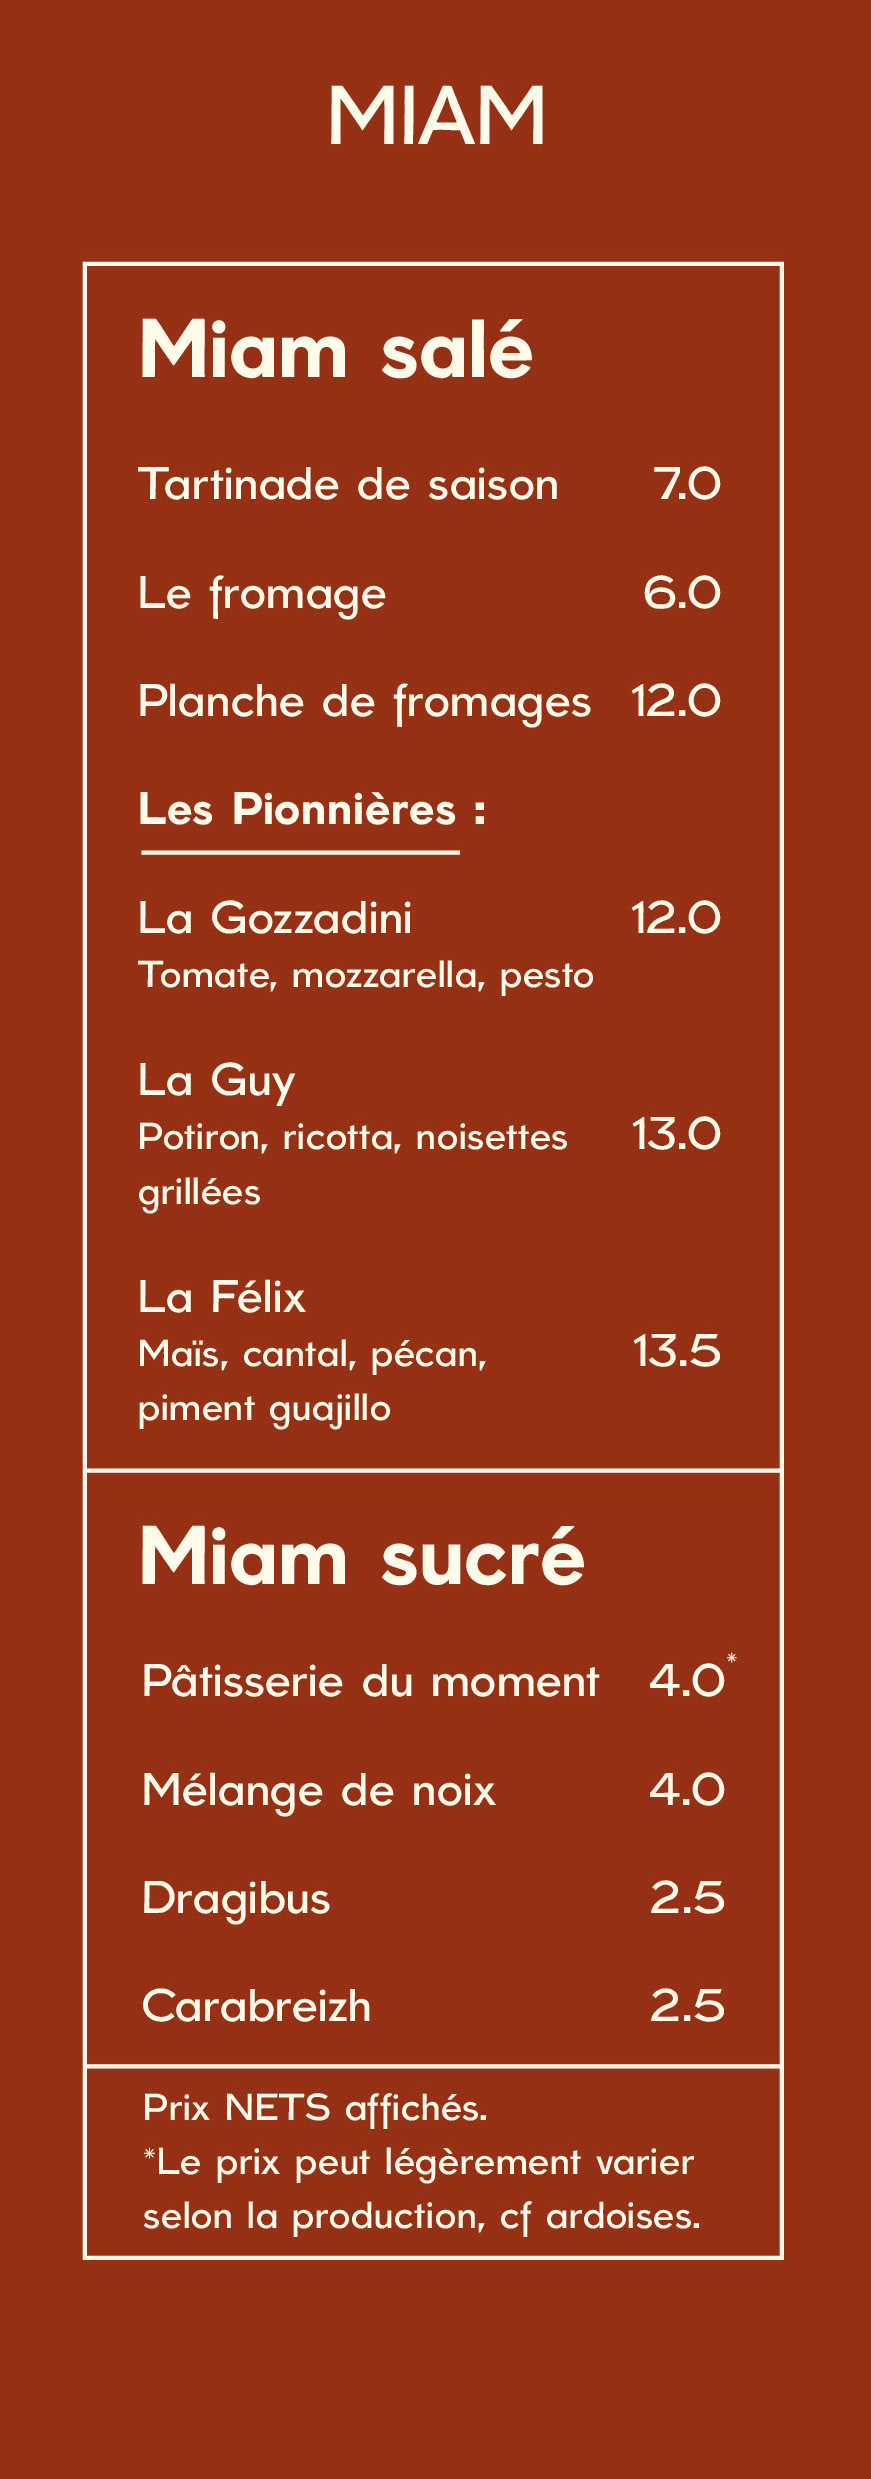 MIAM
Miam salé
Tartinade de saison 7.0
Le fromage 6.0
Planche de fromages 12.0
Les Pionnières :
La Gozzadini 12.0
Tomate, mozzarella, pesto
La Guy
Potiron, ricotta, noisettes 13.0
grillées
La Félix
Maïs, cantal, pécan, 13.5
piment guajillo
Miam sucré
Pâtisserie du moment 4.0*
Mélange de noix 4.0
Dragibus 2.5
Carabreizh 2.5
Prix NETS affichés.
*Le prix peut légèrement varier
selon la production, cf ardoises.